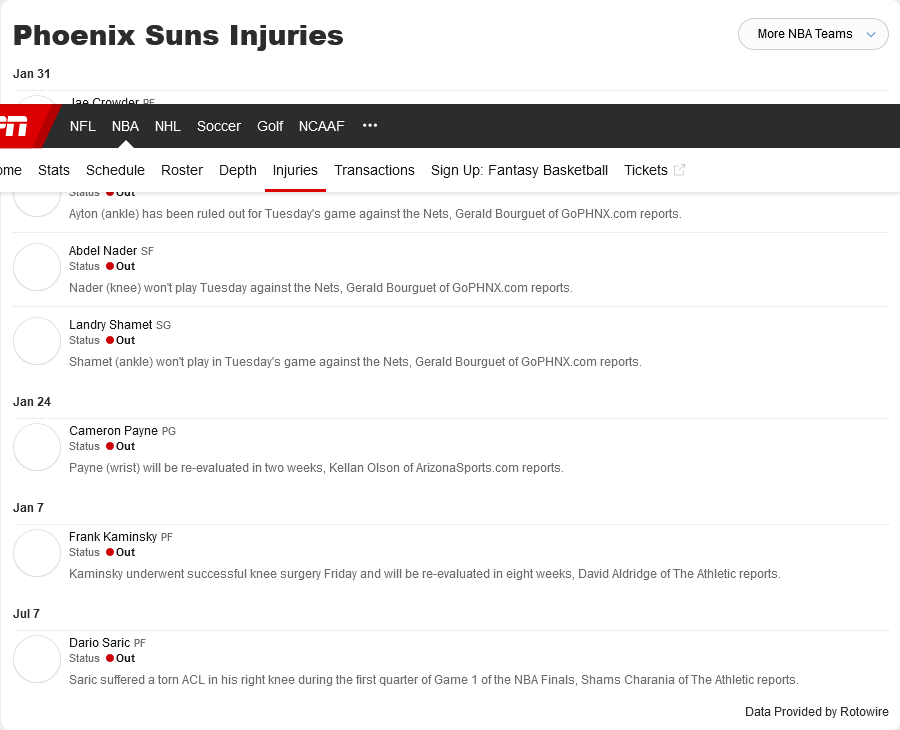 Phoenix Suns Injuries
More NBA Teams
Jan 31
Jae Crowder PF
NFL NBA NHL Soccer Golf NCAAF •••
Stats Schedule Roster Depth Injuries Transactions Sign Up: Fantasy Basketball Tickets
Status Out
Ayton (ankle) has been ruled out for Tuesday's game against the Nets, Gerald Bourguet of GoPHNX.com reports.
Abdel Nader SF
Status Out
Nader (knee) won't play Tuesday against the Nets, Gerald Bourguet of GoPHNX.com reports.
Landry Shamet SG
Status Out
Shamet (ankle) won't play in Tuesday's game against the Nets, Gerald Bourguet of GoPHNX.com reports.
Jan 24
Cameron Payne PG
Status Out
Payne (wrist) will be re-evaluated in two weeks, Kellan Olson of ArizonaSports.com reports.
Jan 7
Frank Kaminsky PF
Status Out
Kaminsky underwent successful knee surgery Friday and will be re-evaluated in eight weeks, David Aldridge of The Athletic reports.
Jul 7
Dario Saric PF
Status Out
Saric suffered a torn ACL in his right knee during the first quarter of Game 1 of the NBA Finals, Shams Charania of The Athletic reports.
Data Provided by Rotowire